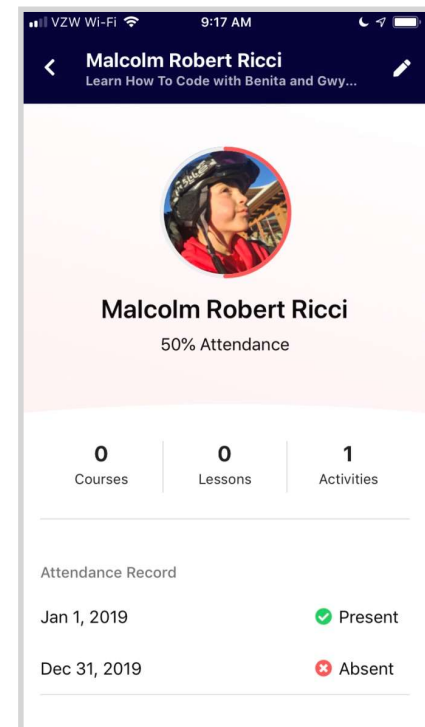 VZW Wi-Fi 9:17 AM
Malcolm Robert Ricci
Learn How To Code with Benita and Gwy...
Malcolm Robert Ricci
50% Attendance
0 0 1
Courses Lessons Activities
Attendance Record
Jan 1, 2019 Present
Dec 31, 2019 Absent